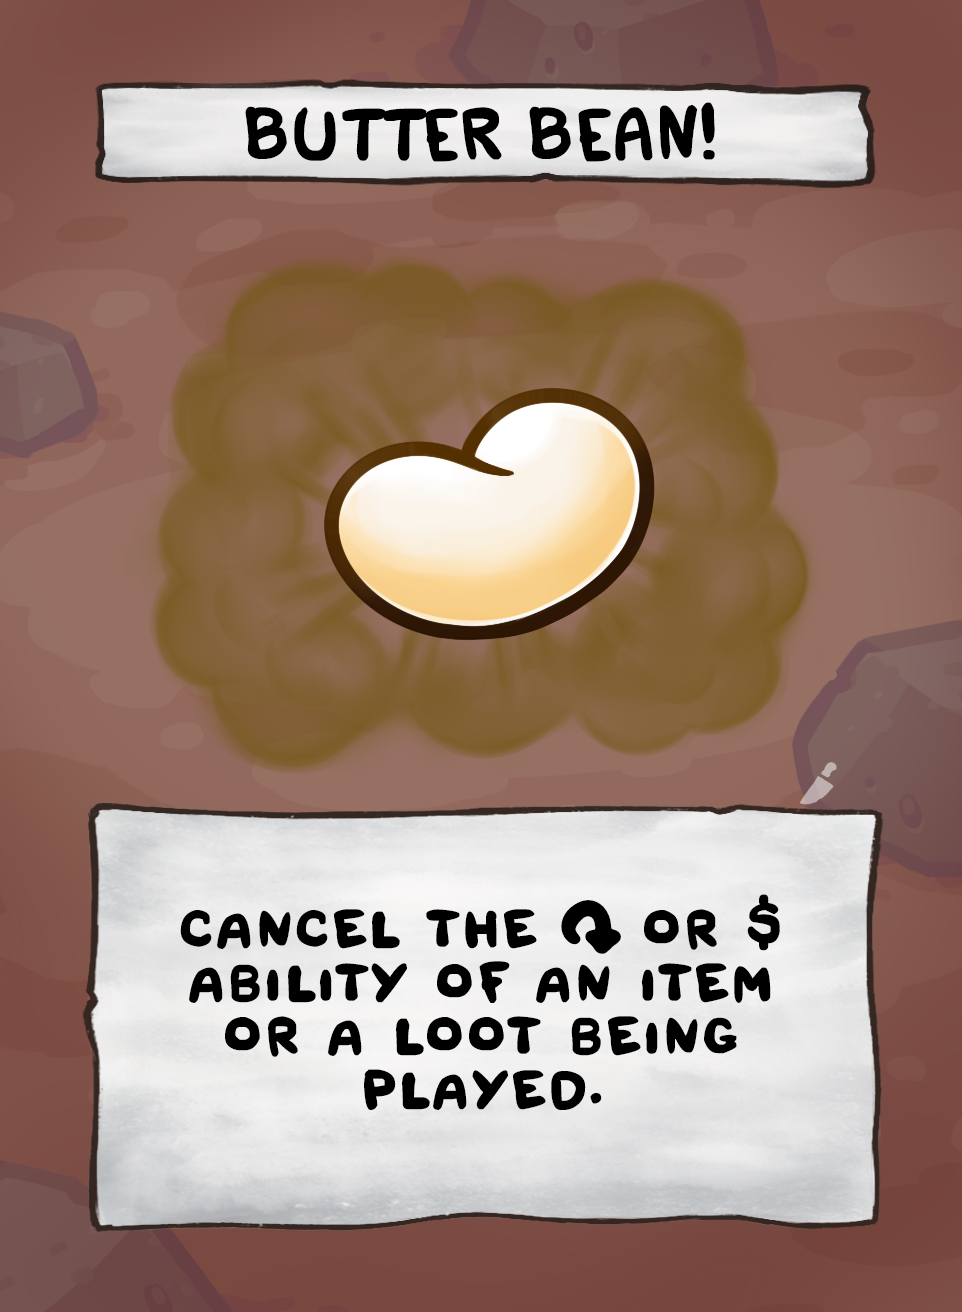 BUTTER BEAN!
CANCEL THE OR $
ABILITY OF AN ITEM
OR A LOOT BEING
PLAYED.